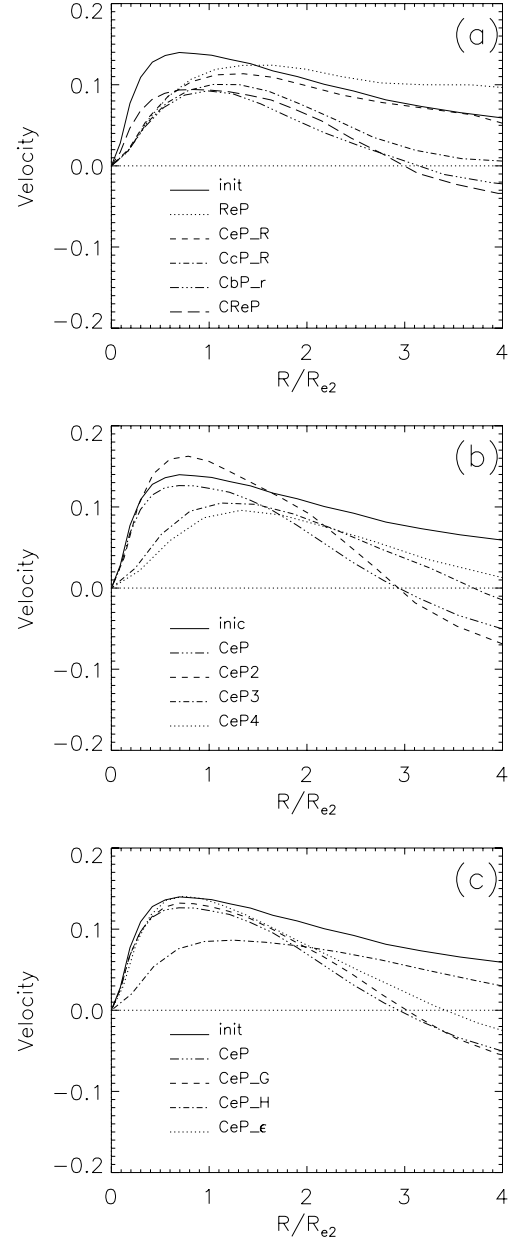 (a)
0.2
0.1
0.0
−0.1
−0.2
Velocity
init
ReP
CeP_R
CcP_R
CbP_r
CReP
0 1 2 3 4
R/Re2
(b)
0.2
0.1
0.0
−0.1
−0.2
Velocity
inic
CeP
CeP2
CeP3
CeP4
0 1 2 3 4
R/Re2
(c)
0.2
0.1
0.0
−0.1
−0.2
Velocity
init
CeP
CeP_G
CeP_H
CeP_ϵ
0 1 2 3 4
R/Re2